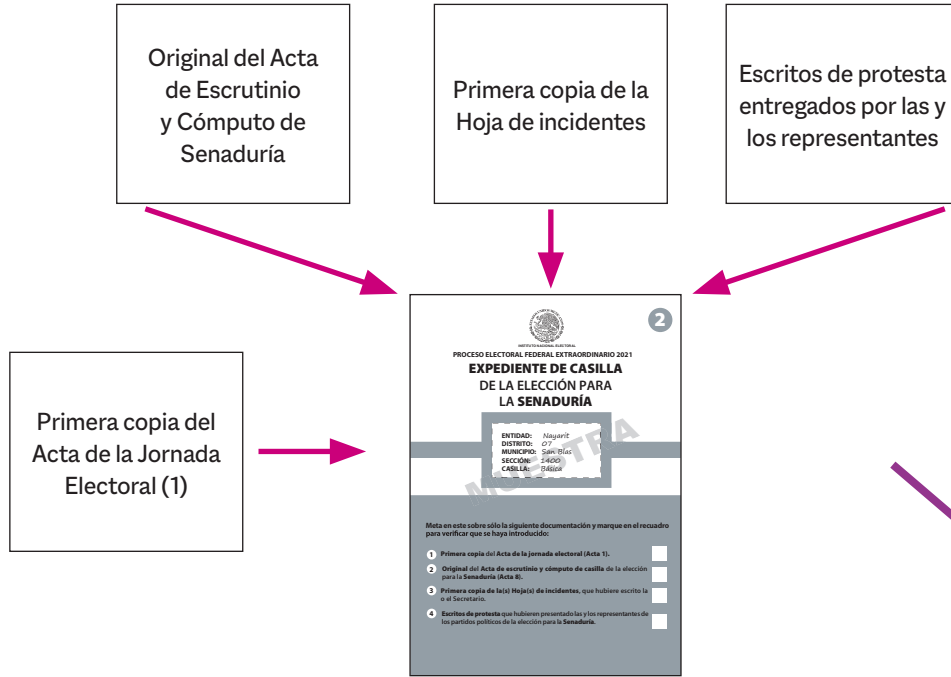 Original del Acta
de Escrutinio
y Cómputo de
Senaduría
Primera copia de la
Hoja de incidentes
Escritos de protesta
entregados por las y
los representantes
Primera copia del
Acta de la Jornada
Electoral (1)
2
INSTITUTO NACIONAL ELECTORAL
PROCESO ELECTORAL FEDERAL EXTRAORDINARIO 2021
EXPEDIENTE DE CASILLA
DE LA ELECCIÓN PARA
LA SENADURÍA
ENTIDAD: Nayarit
DISTRITO: 07
MUNICIPIO: San Blas
SECCIÓN: 1400
CASILLA: Básica
MUESTRA
Meta en este sobre sólo la siguiente documentación y marque en el recuadro
para verificar que se haya introducido:
1 Primera copia del Acta de la jornada electoral (Acta 1).
2 Original del Acta de escrutinio y cómputo de casilla de la elección
para la Senaduría (Acta 8).
3 Primera copia de la(s) Hoja(s) de incidentes, que hubiere escrito la
o el Secretario.
4 Escritos de protesta que hubieren presentado las y los representantes de
los partidos políticos de la elección para la Senaduría.